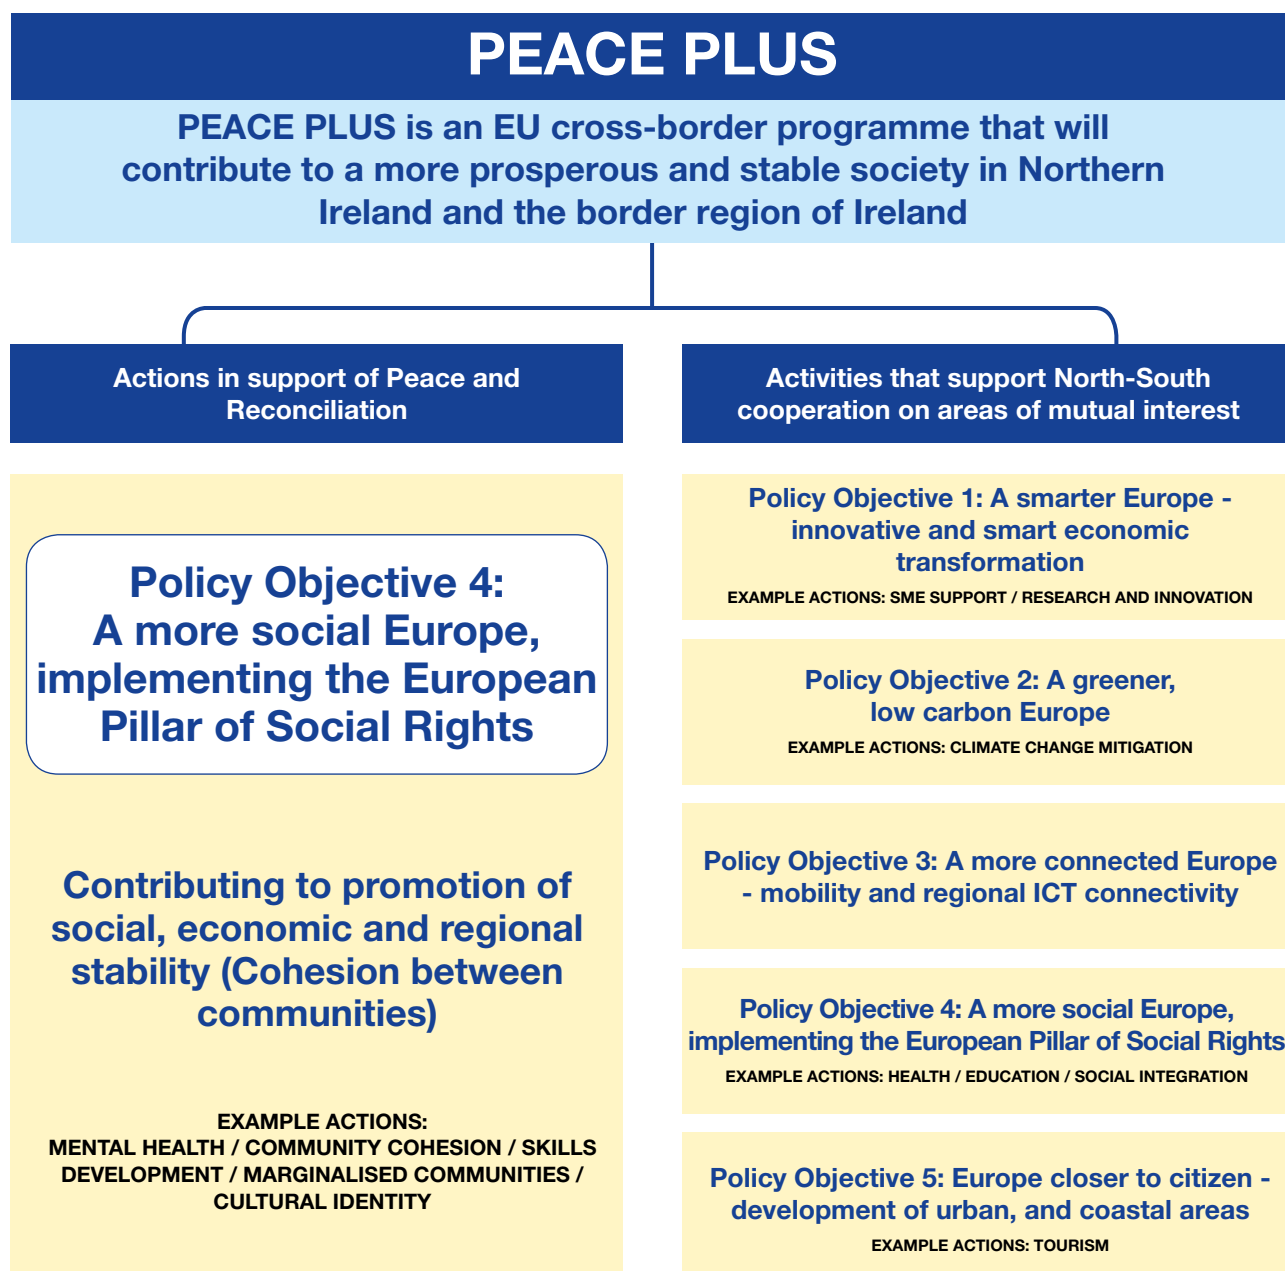 PEACE PLUS
PEACE PLUS is an EU cross-border programme that will
contribute to a more prosperous and stable society in Northern
Ireland and the border region of Ireland
Actions in support of Peace and
Reconciliation
Policy Objective 4:
A more social Europe,
implementing the European
Pillar of Social Rights
Contributing to promotion of
social, economic and regional
stability (Cohesion between
communities)
EXAMPLE ACTIONS:
MENTAL HEALTH / COMMUNITY COHESION / SKILLS
DEVELOPMENT / MARGINALISED COMMUNITIES /
CULTURAL IDENTITY
Activities that support North-South
cooperation on areas of mutual interest
Policy Objective 1: A smarter Europe -
innovative and smart economic
transformation
EXAMPLE ACTIONS: SME SUPPORT / RESEARCH AND INNOVATION
Policy Objective 2: A greener,
low carbon Europe
EXAMPLE ACTIONS: CLIMATE CHANGE MITIGATION
Policy Objective 3: A more connected Europe
- mobility and regional ICT connectivity
Policy Objective 4: A more social Europe,
implementing the European Pillar of Social Rights
EXAMPLE ACTIONS: HEALTH / EDUCATION / SOCIAL INTEGRATION
Policy Objective 5: Europe closer to citizen -
development of urban, and coastal areas
EXAMPLE ACTIONS: TOURISM